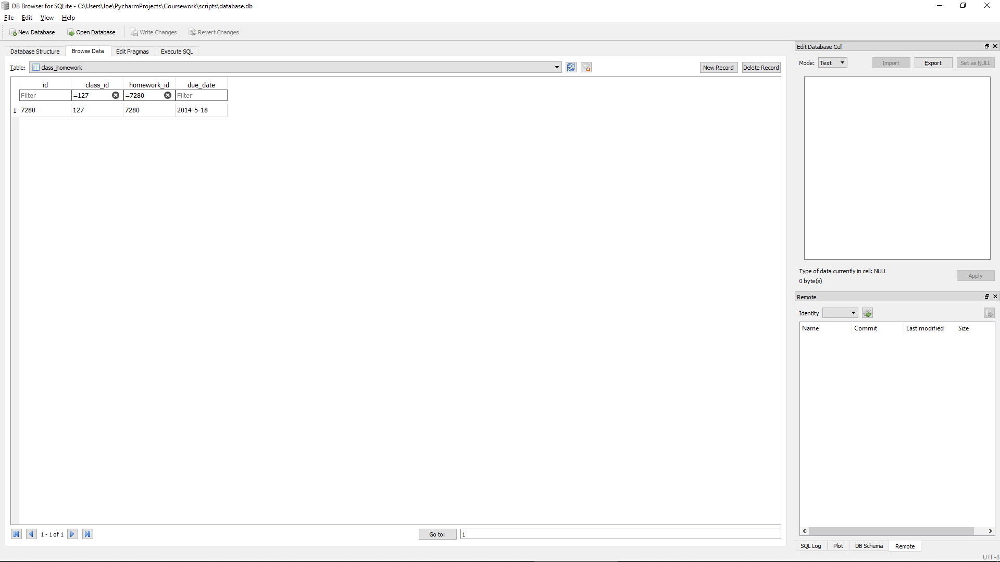 DB Browser for SQLite - C:\Users\Joe\PycharmProjects\Coursework\scripts\database.db
File Edit View Help
New Database Open Database Write Changes Revert Changes
Database Structure Browse Data Edit Pragmas Execute SQL
Table: class_homework New Record Delete Record
id class_id homework_id due_date
Filter =127 =7280 Filter
1 7280 127 7280 2014-5-18
1 - 1 of 1 Go to: 1
Edit Database Cell
Mode: Text Import Export Set as NULL
Type of data currently in cell: NULL
0 byte(s)
Apply
Remote
Identity
Name Commit Last modified Size
SQL Log Plot DB Schema Remote
UTF-8